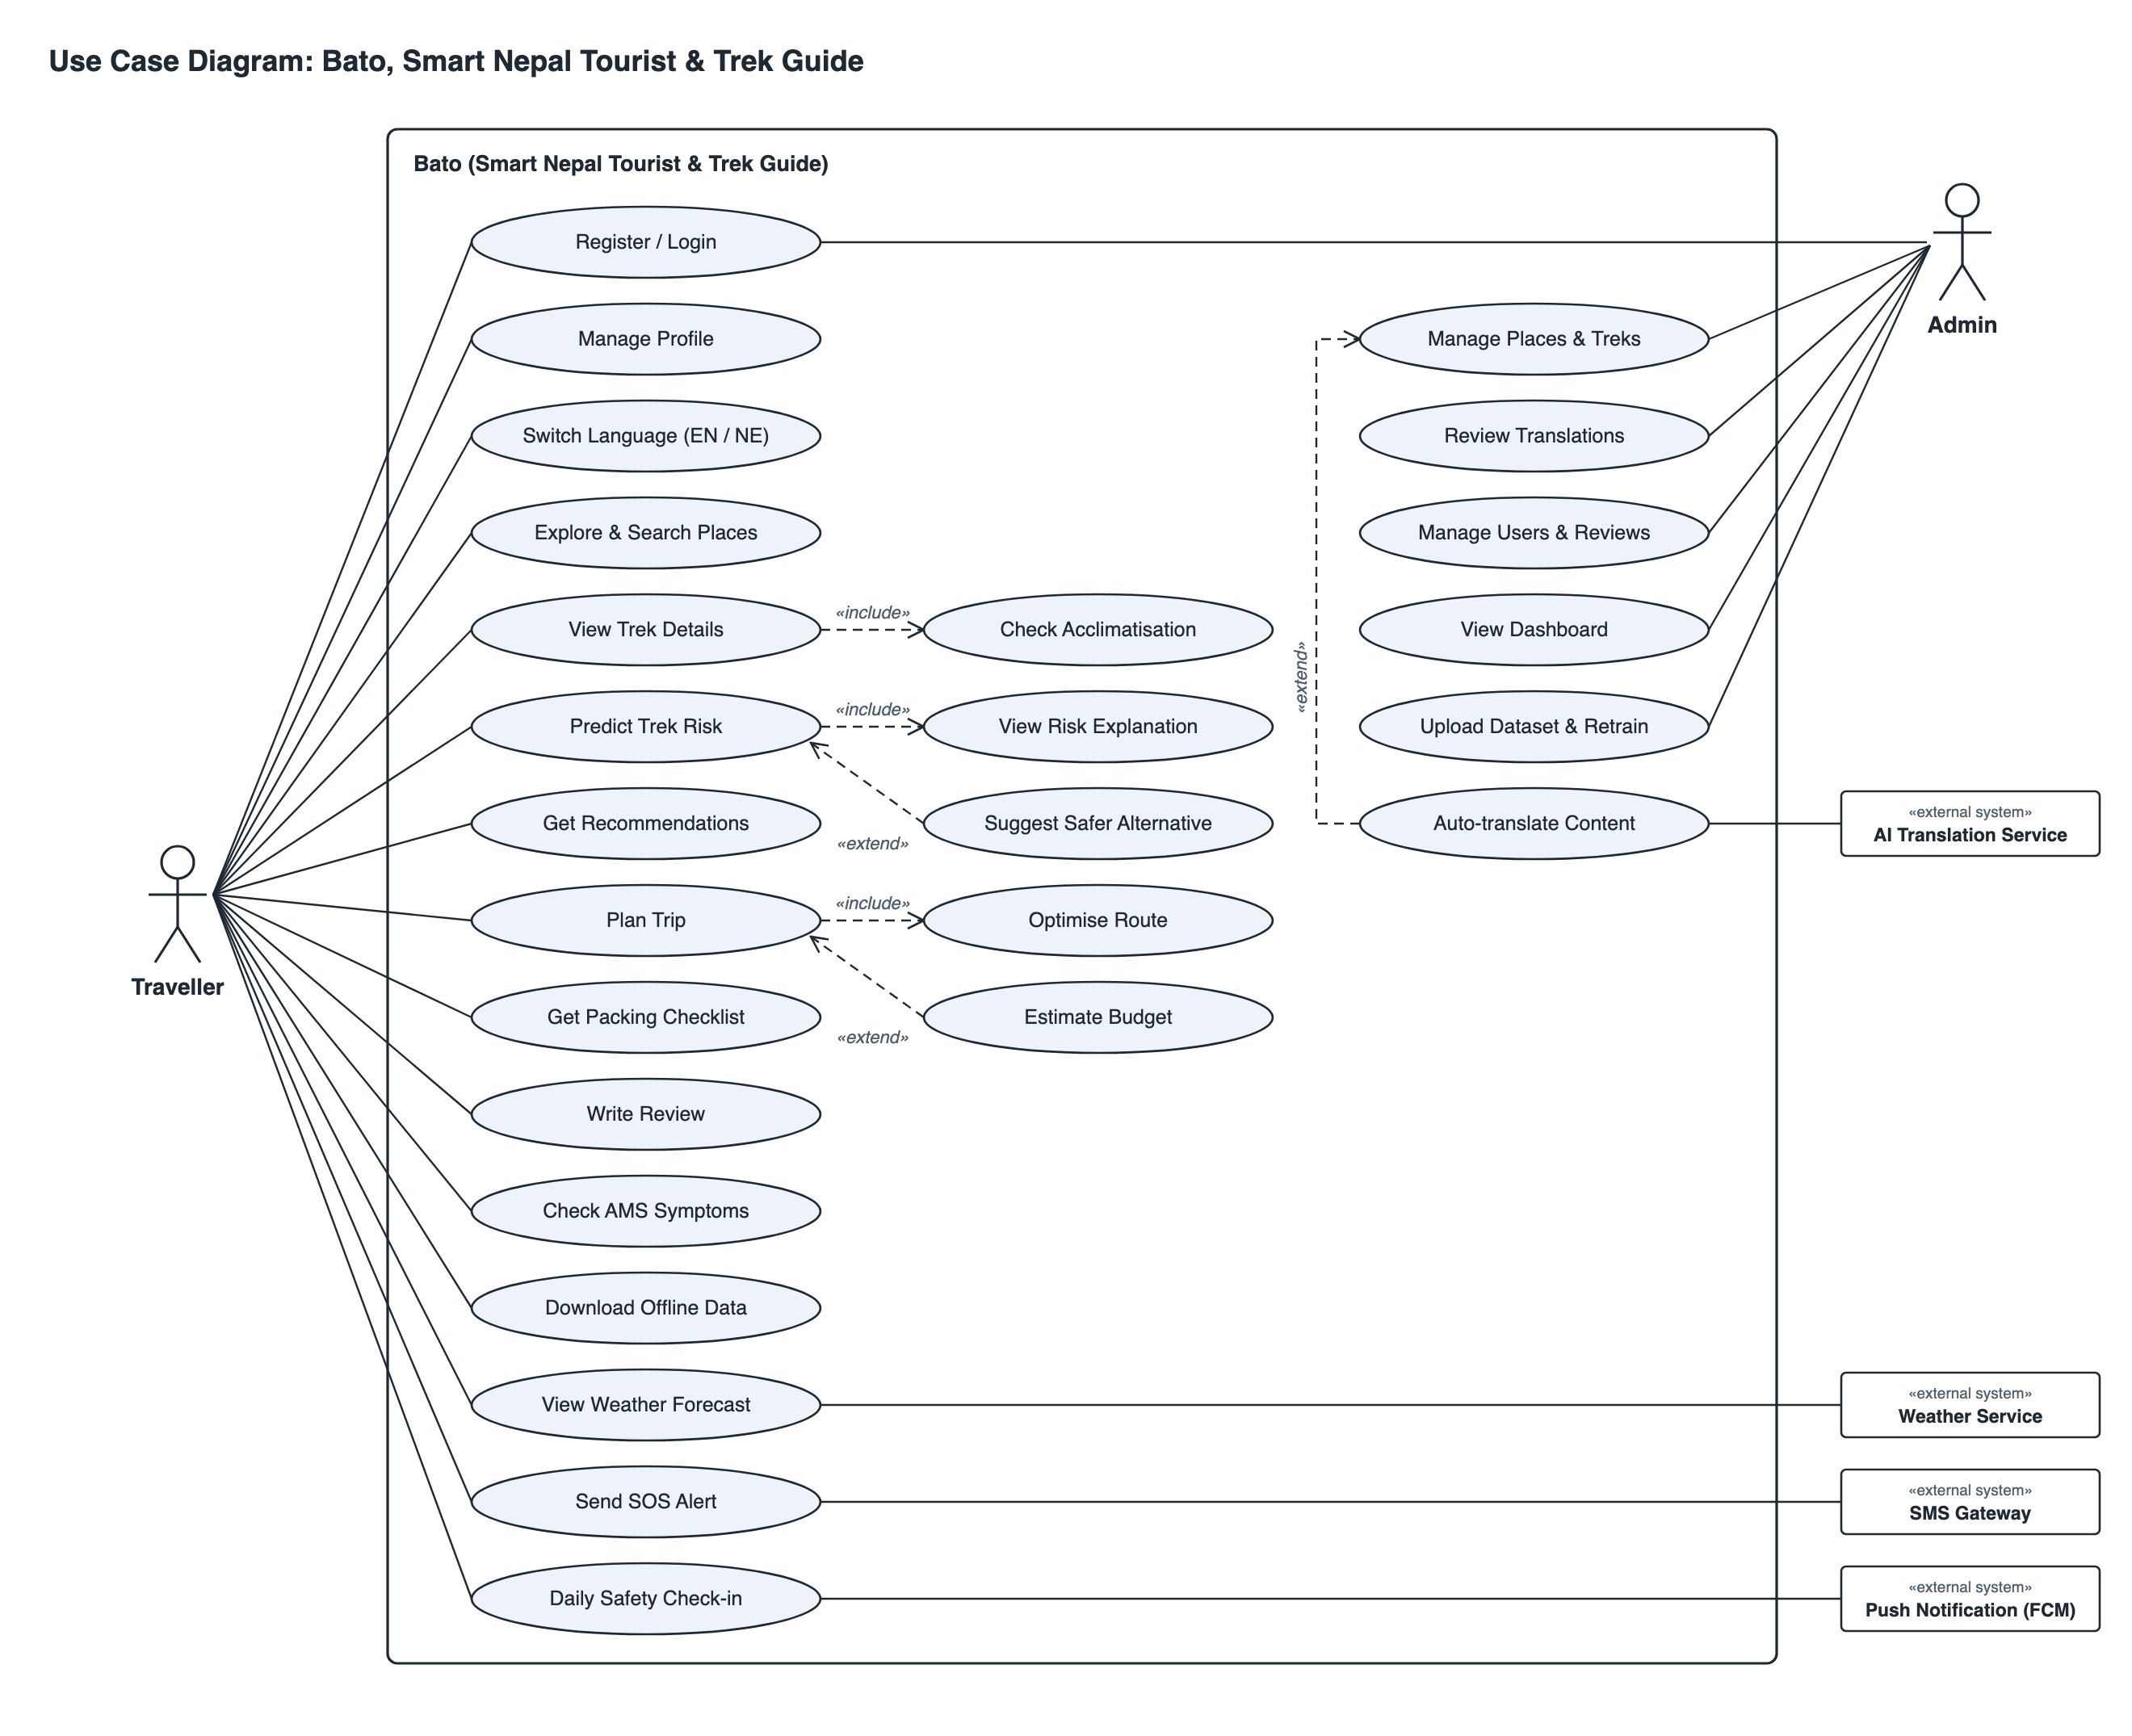 Use Case Diagram: Bato, Smart Nepal Tourist & Trek Guide
Bato (Smart Nepal Tourist & Trek Guide)
Register / Login
Admin
Manage Profile
Manage Places & Treks
Switch Language (EN / NE)
Review Translations
Explore & Search Places
Manage Users & Reviews
View Trek Details
«include»
Check Acclimatisation
View Dashboard
«extend»
Predict Trek Risk
«include»
View Risk Explanation
Upload Dataset & Retrain
Get Recommendations
«extend»
Suggest Safer Alternative
Auto-translate Content
«external system»
AI Translation Service
Traveller
Plan Trip
«include»
Optimise Route
Get Packing Checklist
«extend»
Estimate Budget
Write Review
Check AMS Symptoms
Download Offline Data
View Weather Forecast
«external system»
Weather Service
Send SOS Alert
«external system»
SMS Gateway
Daily Safety Check-in
«external system»
Push Notification (FCM)